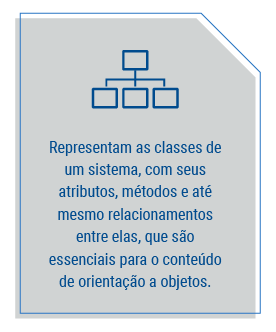 Representam as classes de
um sistema, com seus
atributos, métodos e até
mesmo relacionamentos
entre elas, que são
essenciais para o conteúdo
de orientação a objetos.